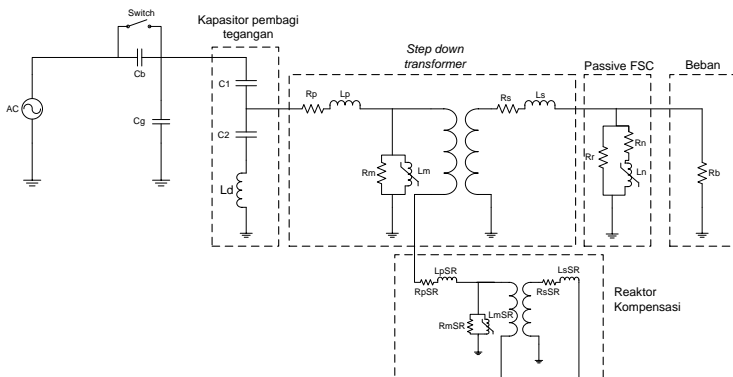 Switch
Kapasitor pembagi
tegangan
Step down
transformer
Passive FSC
Beban
AC
Cb
Cg
C1
C2
Ld
Rp
Lp
Rm
Lm
Rs
Ls
Rr
Rn
Ln
Rb
LpSR
RpSR
RmSR
LmSR
LsSR
RsSR
Reaktor
Kompensasi